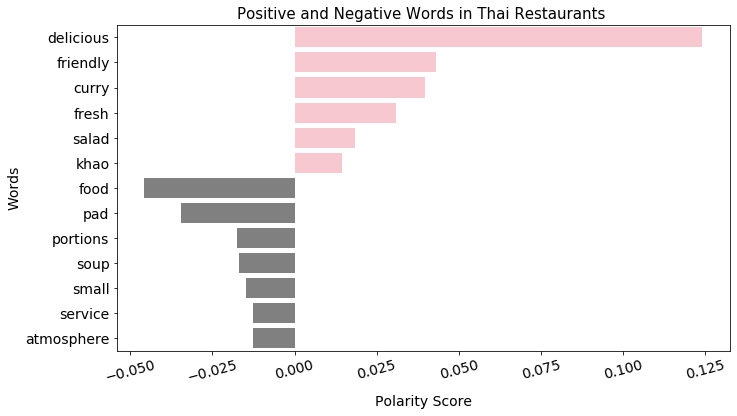 Positive and Negative Words in Thai Restaurants
delicious
friendly
curry
fresh
salad
khao
food
pad
portions
soup
small
service
atmosphere
Words
−0.050
−0.025
0.000
0.025
0.050
0.075
0.100
0.125
Polarity Score